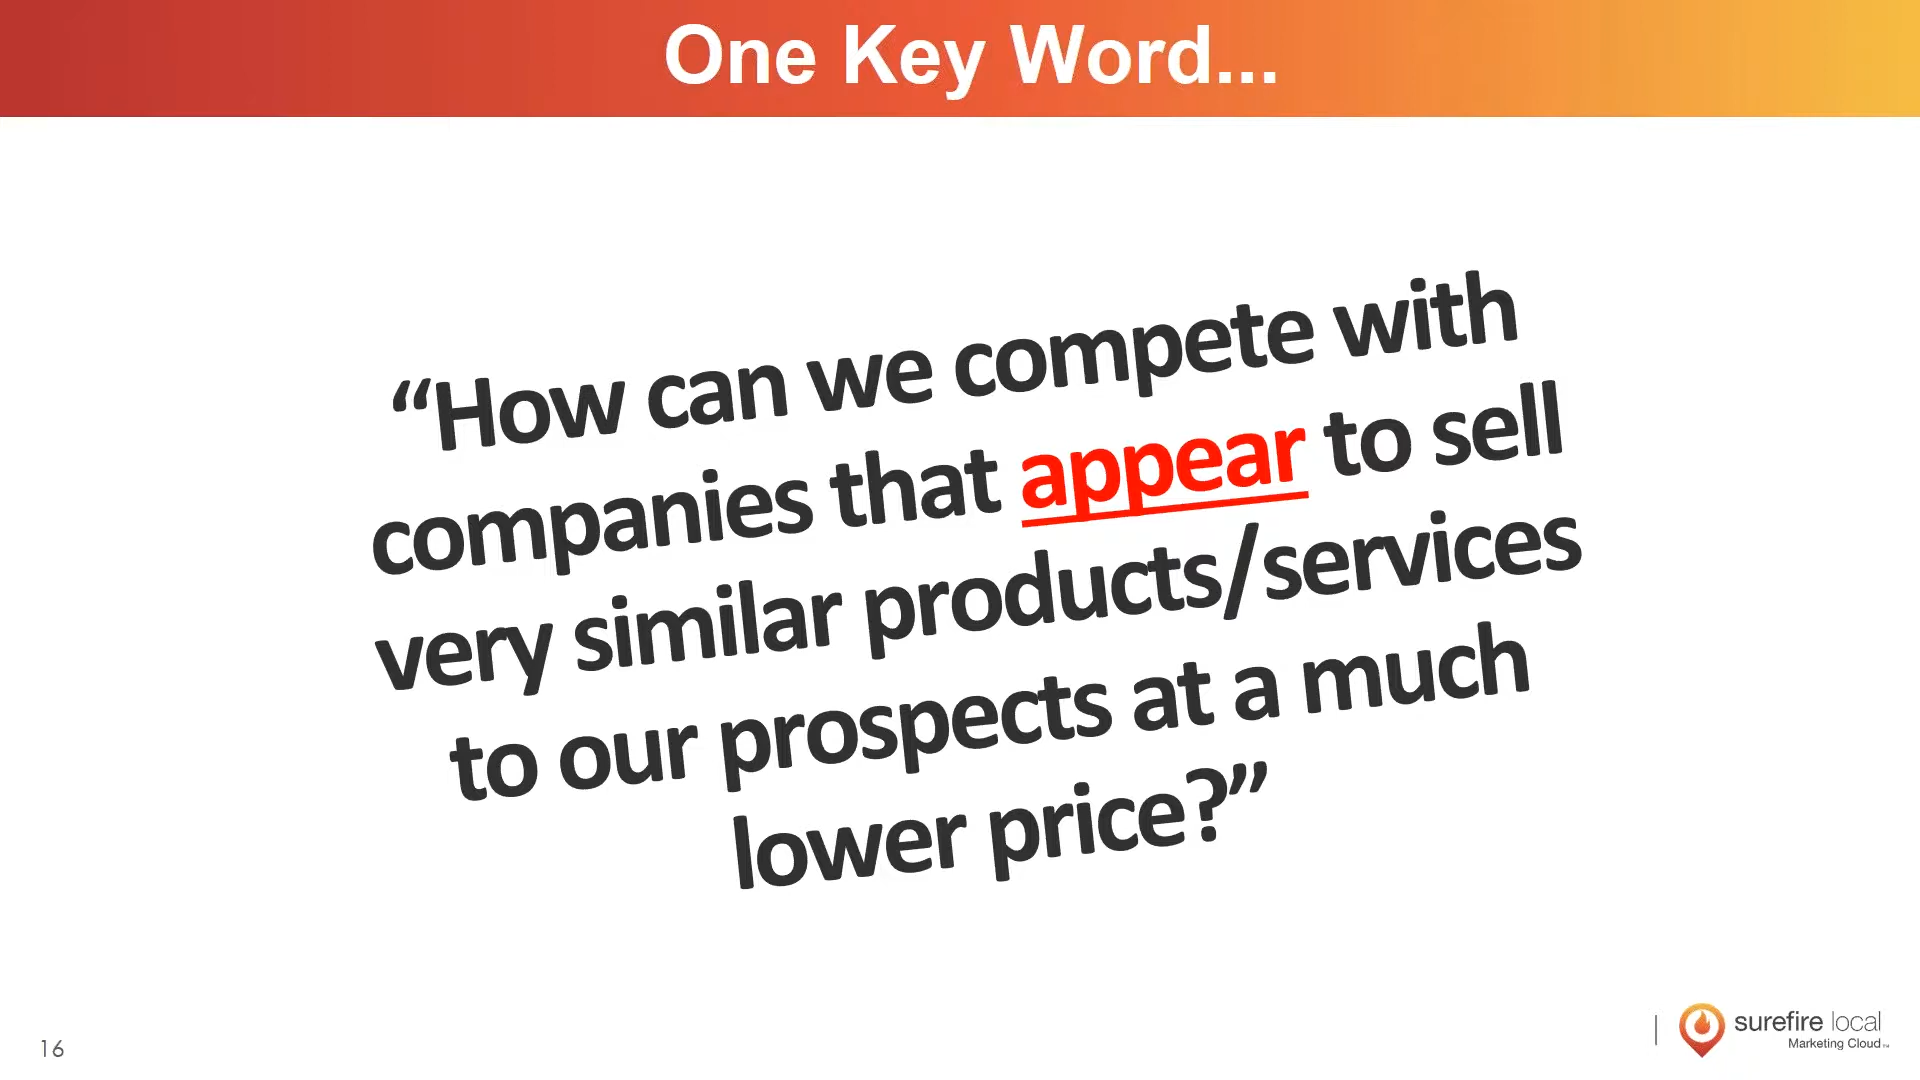 One Key Word...
“How can we compete with
companies that appear to sell
very similar products/services
to our prospects at a much
lower price?”
16
surefire local
Marketing Cloud™